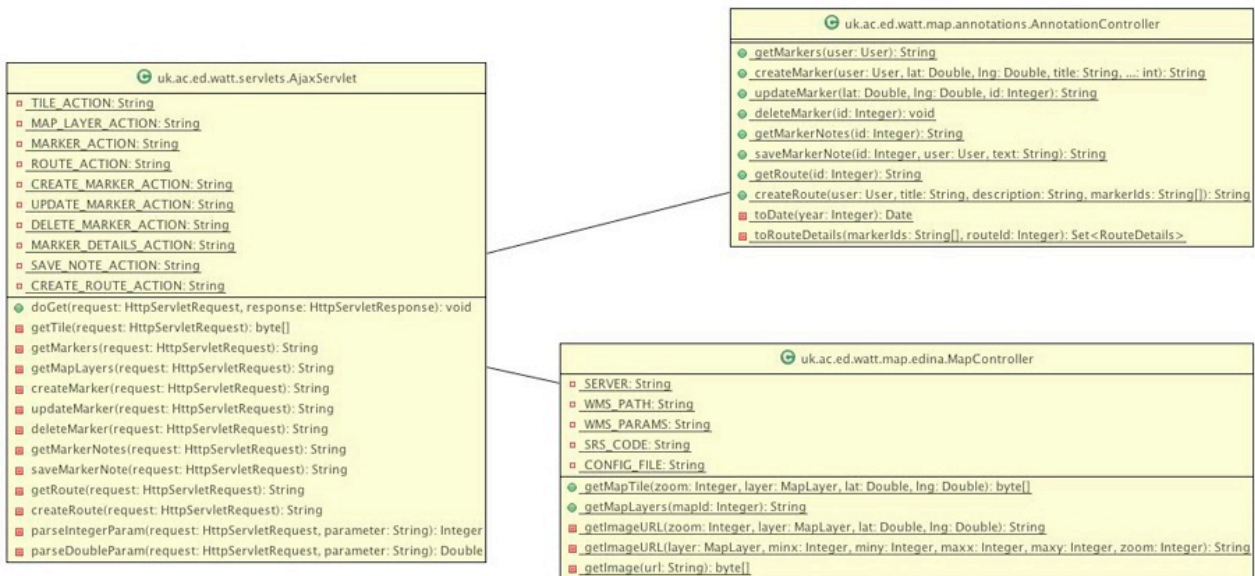 uk.ac.ed.watt.servlets.AjaxServlet
TILE_ACTION: String
MAP_LAYER_ACTION: String
MARKER_ACTION: String
ROUTE_ACTION: String
CREATE_MARKER_ACTION: String
UPDATE_MARKER_ACTION: String
DELETE_MARKER_ACTION: String
MARKER_DETAILS_ACTION: String
SAVE_NOTE_ACTION: String
CREATE_ROUTE_ACTION: String
doGet(request: HttpServletRequest, response: HttpServletResponse): void
getTile(request: HttpServletRequest): byte[]
getMarkers(request: HttpServletRequest): String
getMapLayers(request: HttpServletRequest): String
createMarker(request: HttpServletRequest): String
updateMarker(request: HttpServletRequest): String
deleteMarker(request: HttpServletRequest): String
getMarkerNotes(request: HttpServletRequest): String
saveMarkerNote(request: HttpServletRequest): String
getRoute(request: HttpServletRequest): String
createRoute(request: HttpServletRequest): String
parseIntegerParam(request: HttpServletRequest, parameter: String): Integer
parseDoubleParam(request: HttpServletRequest, parameter: String): Double
uk.ac.ed.watt.map.annotations.AnnotationController
getMarkers(user: User): String
createMarker(user: User, lat: Double, lng: Double, title: String, ...: int): String
updateMarker(lat: Double, lng: Double, id: Integer): String
deleteMarker(id: Integer): void
getMarkerNotes(id: Integer): String
saveMarkerNote(id: Integer, user: User, text: String): String
getRoute(id: Integer): String
createRoute(user: User, title: String, description: String, markerIds: String[]): String
toDate(year: Integer): Date
toRouteDetails(markerIds: String[], routeId: Integer): Set<RouteDetails>
uk.ac.ed.watt.map.edina.MapController
SERVER: String
WMS_PATH: String
WMS_PARAMS: String
SRS_CODE: String
CONFIG_FILE: String
getMapTile(zoom: Integer, layer: MapLayer, lat: Double, lng: Double): byte[]
getMapLayers(mapId: Integer): String
getImageURL(zoom: Integer, layer: MapLayer, lat: Double, lng: Double): String
getImageURL(layer: MapLayer, minx: Integer, miny: Integer, maxx: Integer, maxy: Integer, zoom: Integer): String
getImage(url: String): byte[]